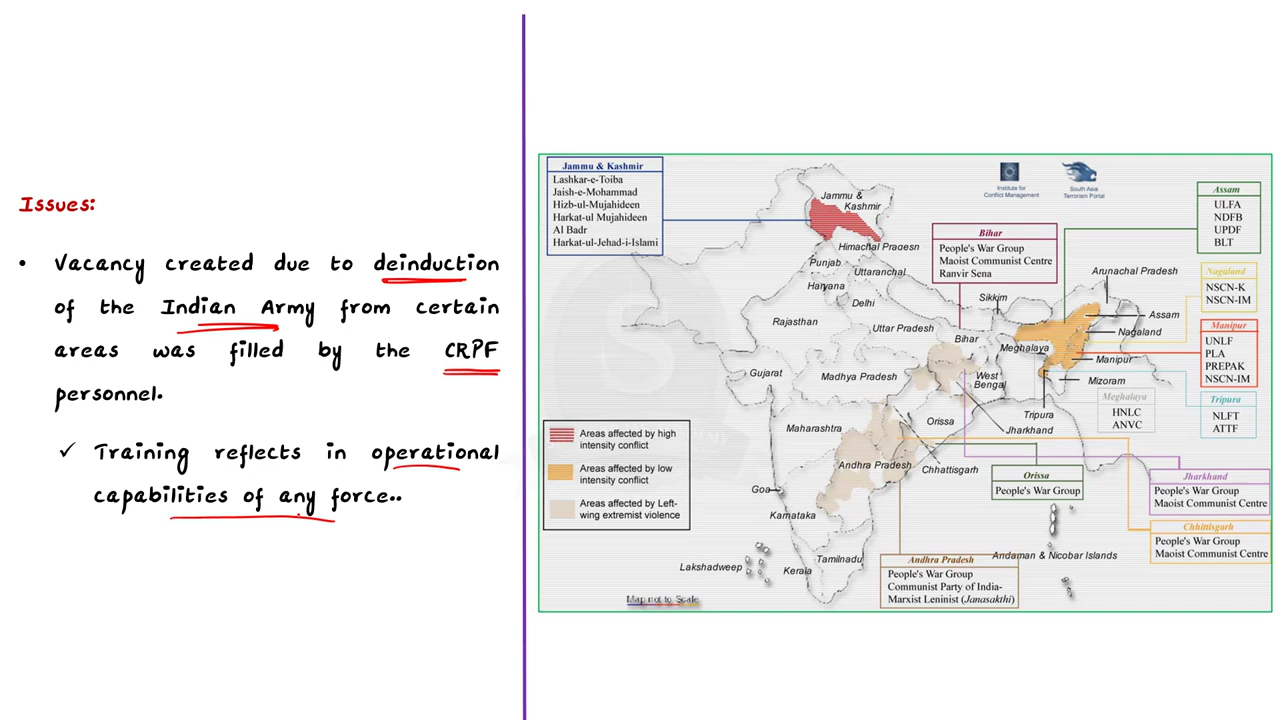 Issues:
• Vacancy created due to deinduction
of the Indian Army from certain
areas was filled by the CRPF
personnel.
✓ Training reflects in operational
capabilities of any force..
Jammu & Kashmir
Lashkar-e-Toiba
Jaish-e-Mohammad
Hizb-ul-Mujahideen
Harkat-ul Mujahideen
Al Badr
Harkat-ul-Jehad-i-Islami
Institute for
Conflict Management
South Asia
Terrorism Portal
Assam
ULFA
NDFB
UPDF
BLT
Jammu &
Kashmir
Bihar
People's War Group
Maoist Communist Centre
Ranvir Sena
Himachal Pradesh
Punjab
Uttaranchal
Haryana
Delhi
Rajasthan
Uttar Pradesh
Sikkim
Arunachal Pradesh
Nagaland
NSCN-K
NSCN-IM
Assam
Nagaland
Manipur
UNLF
PLA
PREPAK
NSCN-IM
Bihar
Meghalaya
Manipur
Mizoram
Gujarat
Madhya Pradesh
West
Bengal
Tripura
Jharkhand
Meghalaya
HNLC
ANVC
Tripura
NLFT
ATTF
Maharashtra
Orissa
Andhra Pradesh
Chhattisgarh
Areas affected by high
intensity conflict
Areas affected by low
intensity conflict
Areas affected by Left-
wing extremist violence
Orissa
People's War Group
Jharkhand
People's War Group
Maoist Communist Centre
Goa
Karnataka
Chhittisgarh
People's War Group
Maoist Communist Centre
Andhra Pradesh
People's War Group
Communist Party of India-
Marxist Leninist (Janasakthi)
Andaman & Nicobar Islands
Lakshadweep
Kerala
Tamilnadu
Map not to Scale